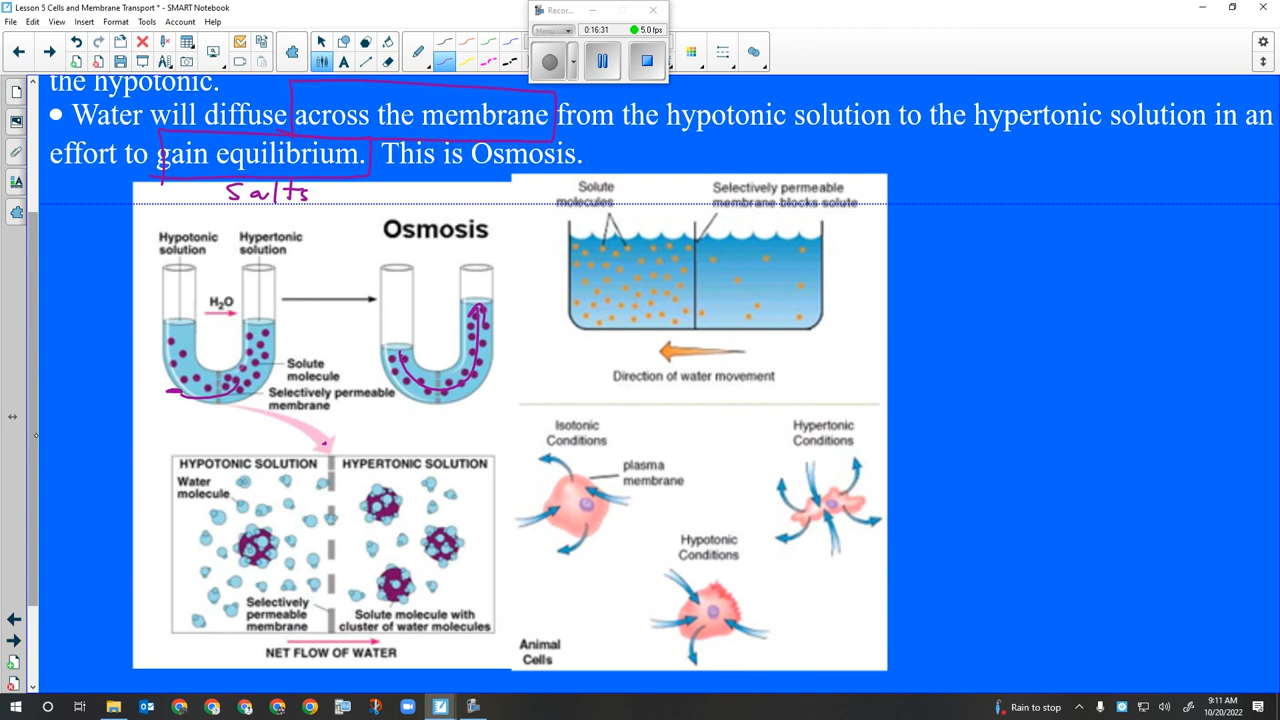 Lesson 5 Cells and Membrane Transport * - SMART Notebook
File Edit View Insert Format Tools Account Help
Recor...
Menu 0:16:31 5.0 fps
the hypotonic.
• Water will diffuse across the membrane from the hypotonic solution to the hypertonic solution in an
effort to gain equilibrium. This is Osmosis.
Salts
Osmosis
Hypotonic
solution
Hypertonic
solution
H₂O
Solute
molecule
Selectively permeable
membrane
HYPOTONIC SOLUTION
HYPERTONIC SOLUTION
Water
molecule
Selectively
permeable
membrane
Solute molecule with
cluster of water molecules
NET FLOW OF WATER
Solute
molecules
Selectively permeable
membrane blocks solute
Direction of water movement
Isotonic
Conditions
plasma
membrane
Hypertonic
Conditions
Hypotonic
Conditions
Animal
Cells
Rain to stop
9:11 AM
10/20/2022